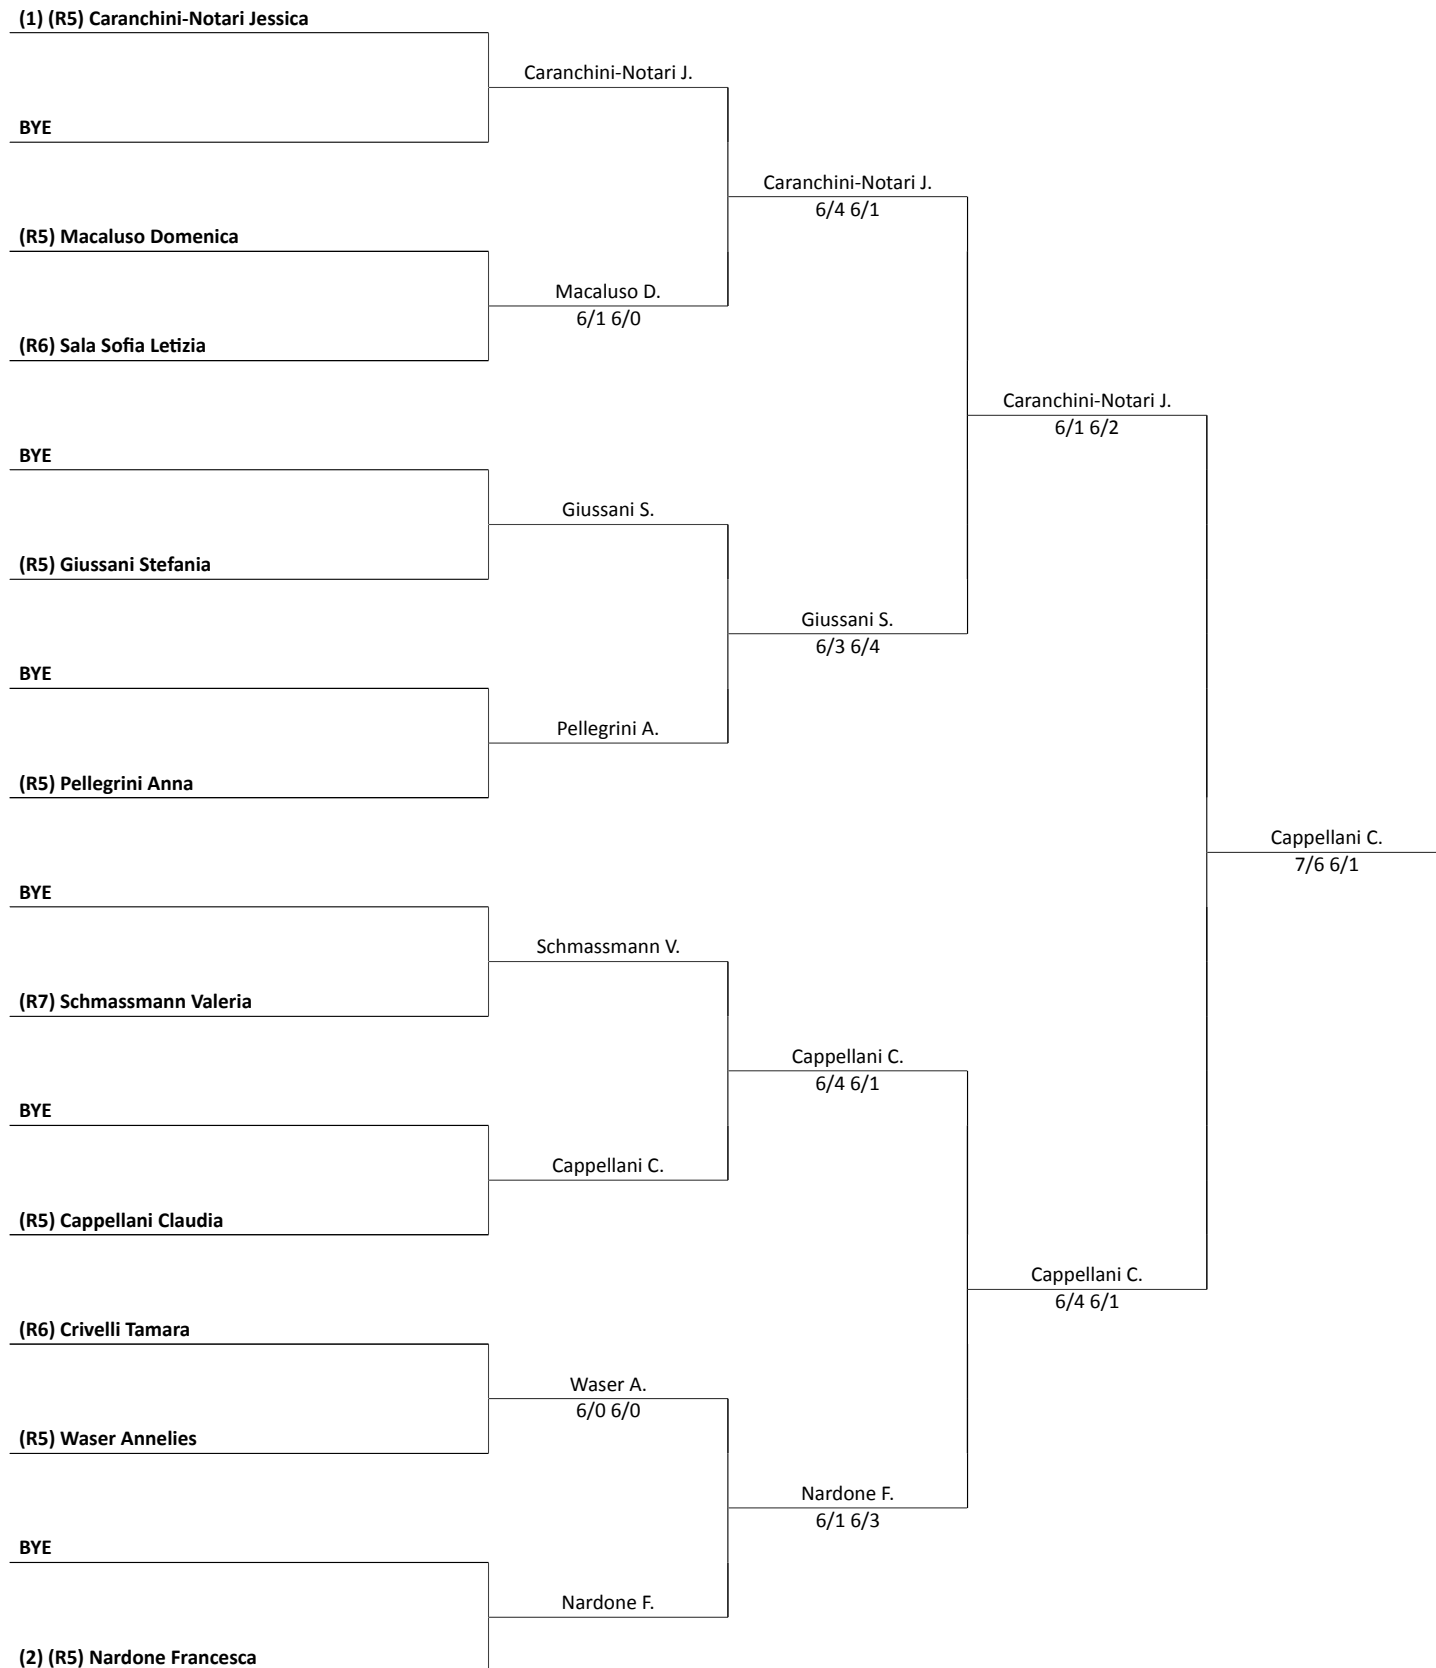 (1) (R5) Caranchini-Notari Jessica
Caranchini-Notari J.
BYE
Caranchini-Notari J.
6/4 6/1
(R5) Macaluso Domenica
Macaluso D.
6/1 6/0
(R6) Sala Sofia Letizia
Caranchini-Notari J.
6/1 6/2
BYE
Giussani S.
(R5) Giussani Stefania
Giussani S.
6/3 6/4
BYE
Pellegrini A.
(R5) Pellegrini Anna
Cappellani C.
7/6 6/1
BYE
Schmassmann V.
(R7) Schmassmann Valeria
Cappellani C.
6/4 6/1
BYE
Cappellani C.
(R5) Cappellani Claudia
Cappellani C.
6/4 6/1
(R6) Crivelli Tamara
Waser A.
6/0 6/0
(R5) Waser Annelies
Nardone F.
6/1 6/3
BYE
Nardone F.
(2) (R5) Nardone Francesca